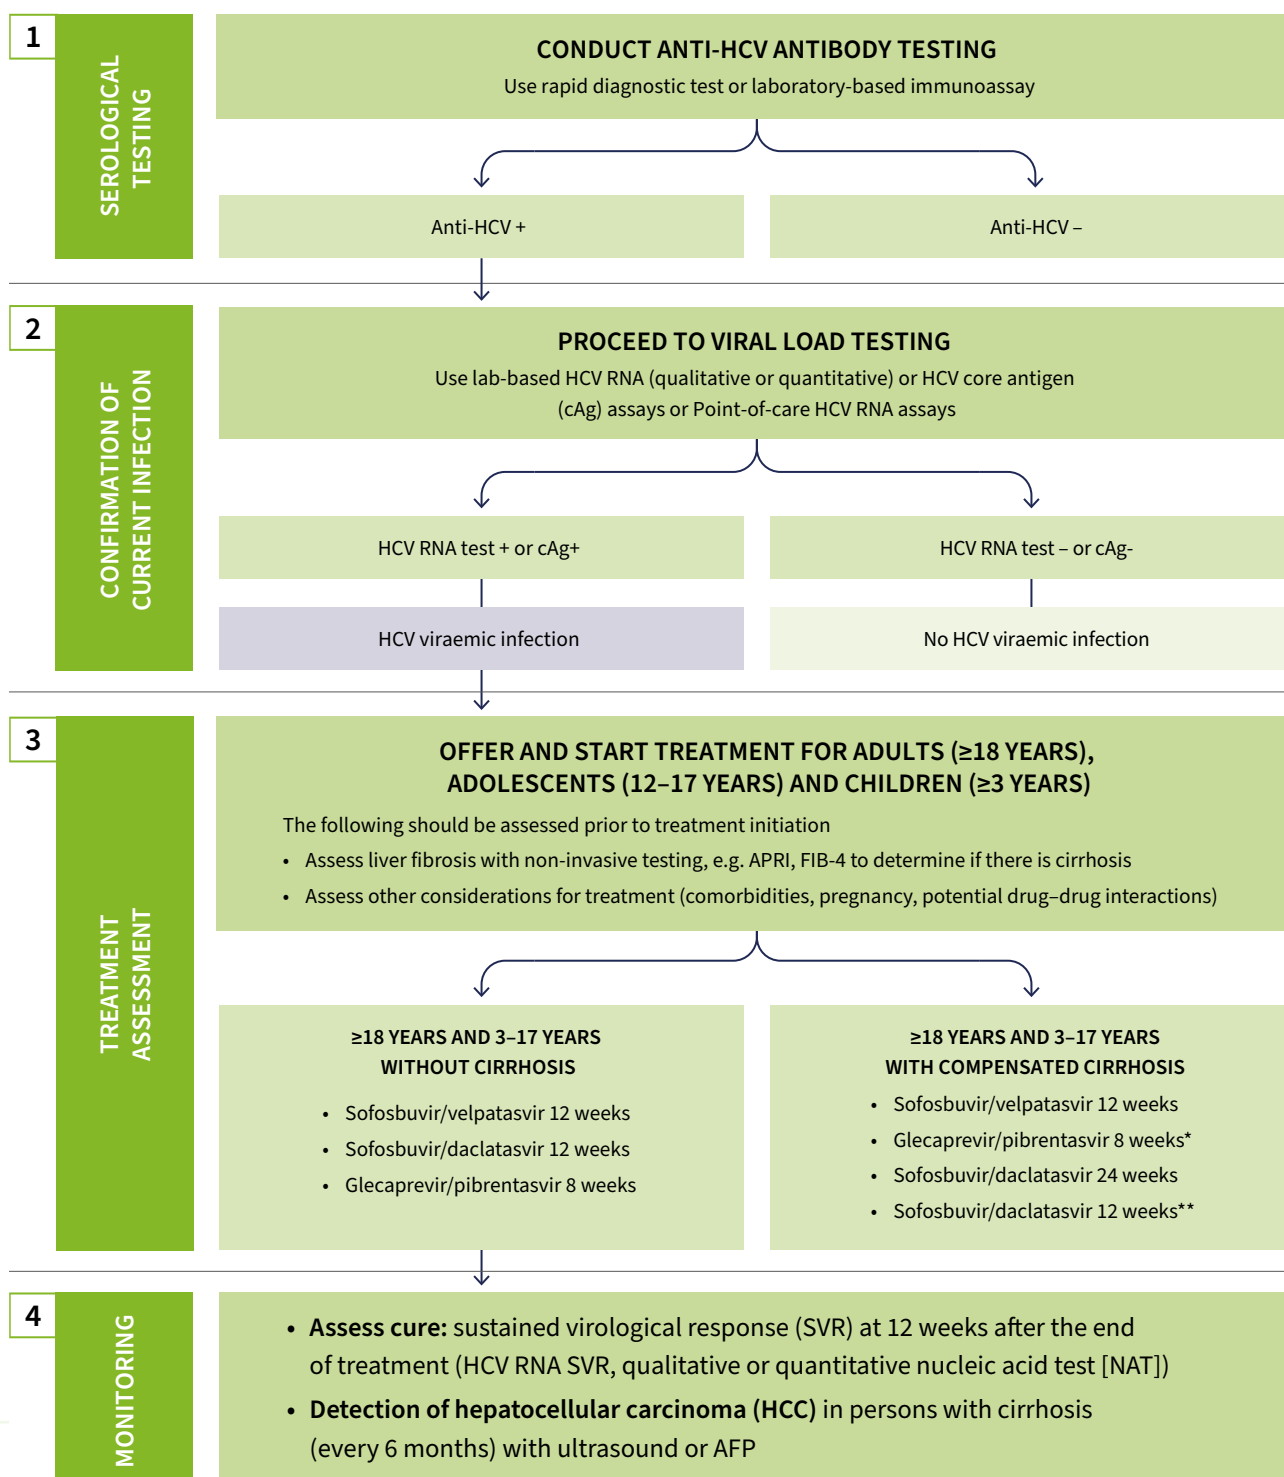 1
SEROLOGICAL
TESTING
CONDUCT ANTI-HCV ANTIBODY TESTING
Use rapid diagnostic test or laboratory-based immunoassay
Anti-HCV +
Anti-HCV –
2
CONFIRMATION OF
CURRENT INFECTION
PROCEED TO VIRAL LOAD TESTING
Use lab-based HCV RNA (qualitative or quantitative) or HCV core antigen
(cAg) assays or Point-of-care HCV RNA assays
HCV RNA test + or cAg+
HCV RNA test – or cAg-
HCV viraemic infection
No HCV viraemic infection
3
TREATMENT
ASSESSMENT
OFFER AND START TREATMENT FOR ADULTS (≥18 YEARS),
ADOLESCENTS (12–17 YEARS) AND CHILDREN (≥3 YEARS)
The following should be assessed prior to treatment initiation
• Assess liver fibrosis with non-invasive testing, e.g. APRI, FIB-4 to determine if there is cirrhosis
• Assess other considerations for treatment (comorbidities, pregnancy, potential drug–drug interactions)
≥18 YEARS AND 3–17 YEARS
WITHOUT CIRRHOSIS
• Sofosbuvir/velpatasvir 12 weeks
• Sofosbuvir/daclatasvir 12 weeks
• Glecaprevir/pibrentasvir 8 weeks
≥18 YEARS AND 3–17 YEARS
WITH COMPENSATED CIRRHOSIS
• Sofosbuvir/velpatasvir 12 weeks
• Glecaprevir/pibrentasvir 8 weeks*
• Sofosbuvir/daclatasvir 24 weeks
• Sofosbuvir/daclatasvir 12 weeks**
4
MONITORING
• Assess cure: sustained virological response (SVR) at 12 weeks after the end
of treatment (HCV RNA SVR, qualitative or quantitative nucleic acid test [NAT])
• Detection of hepatocellular carcinoma (HCC) in persons with cirrhosis
(every 6 months) with ultrasound or AFP